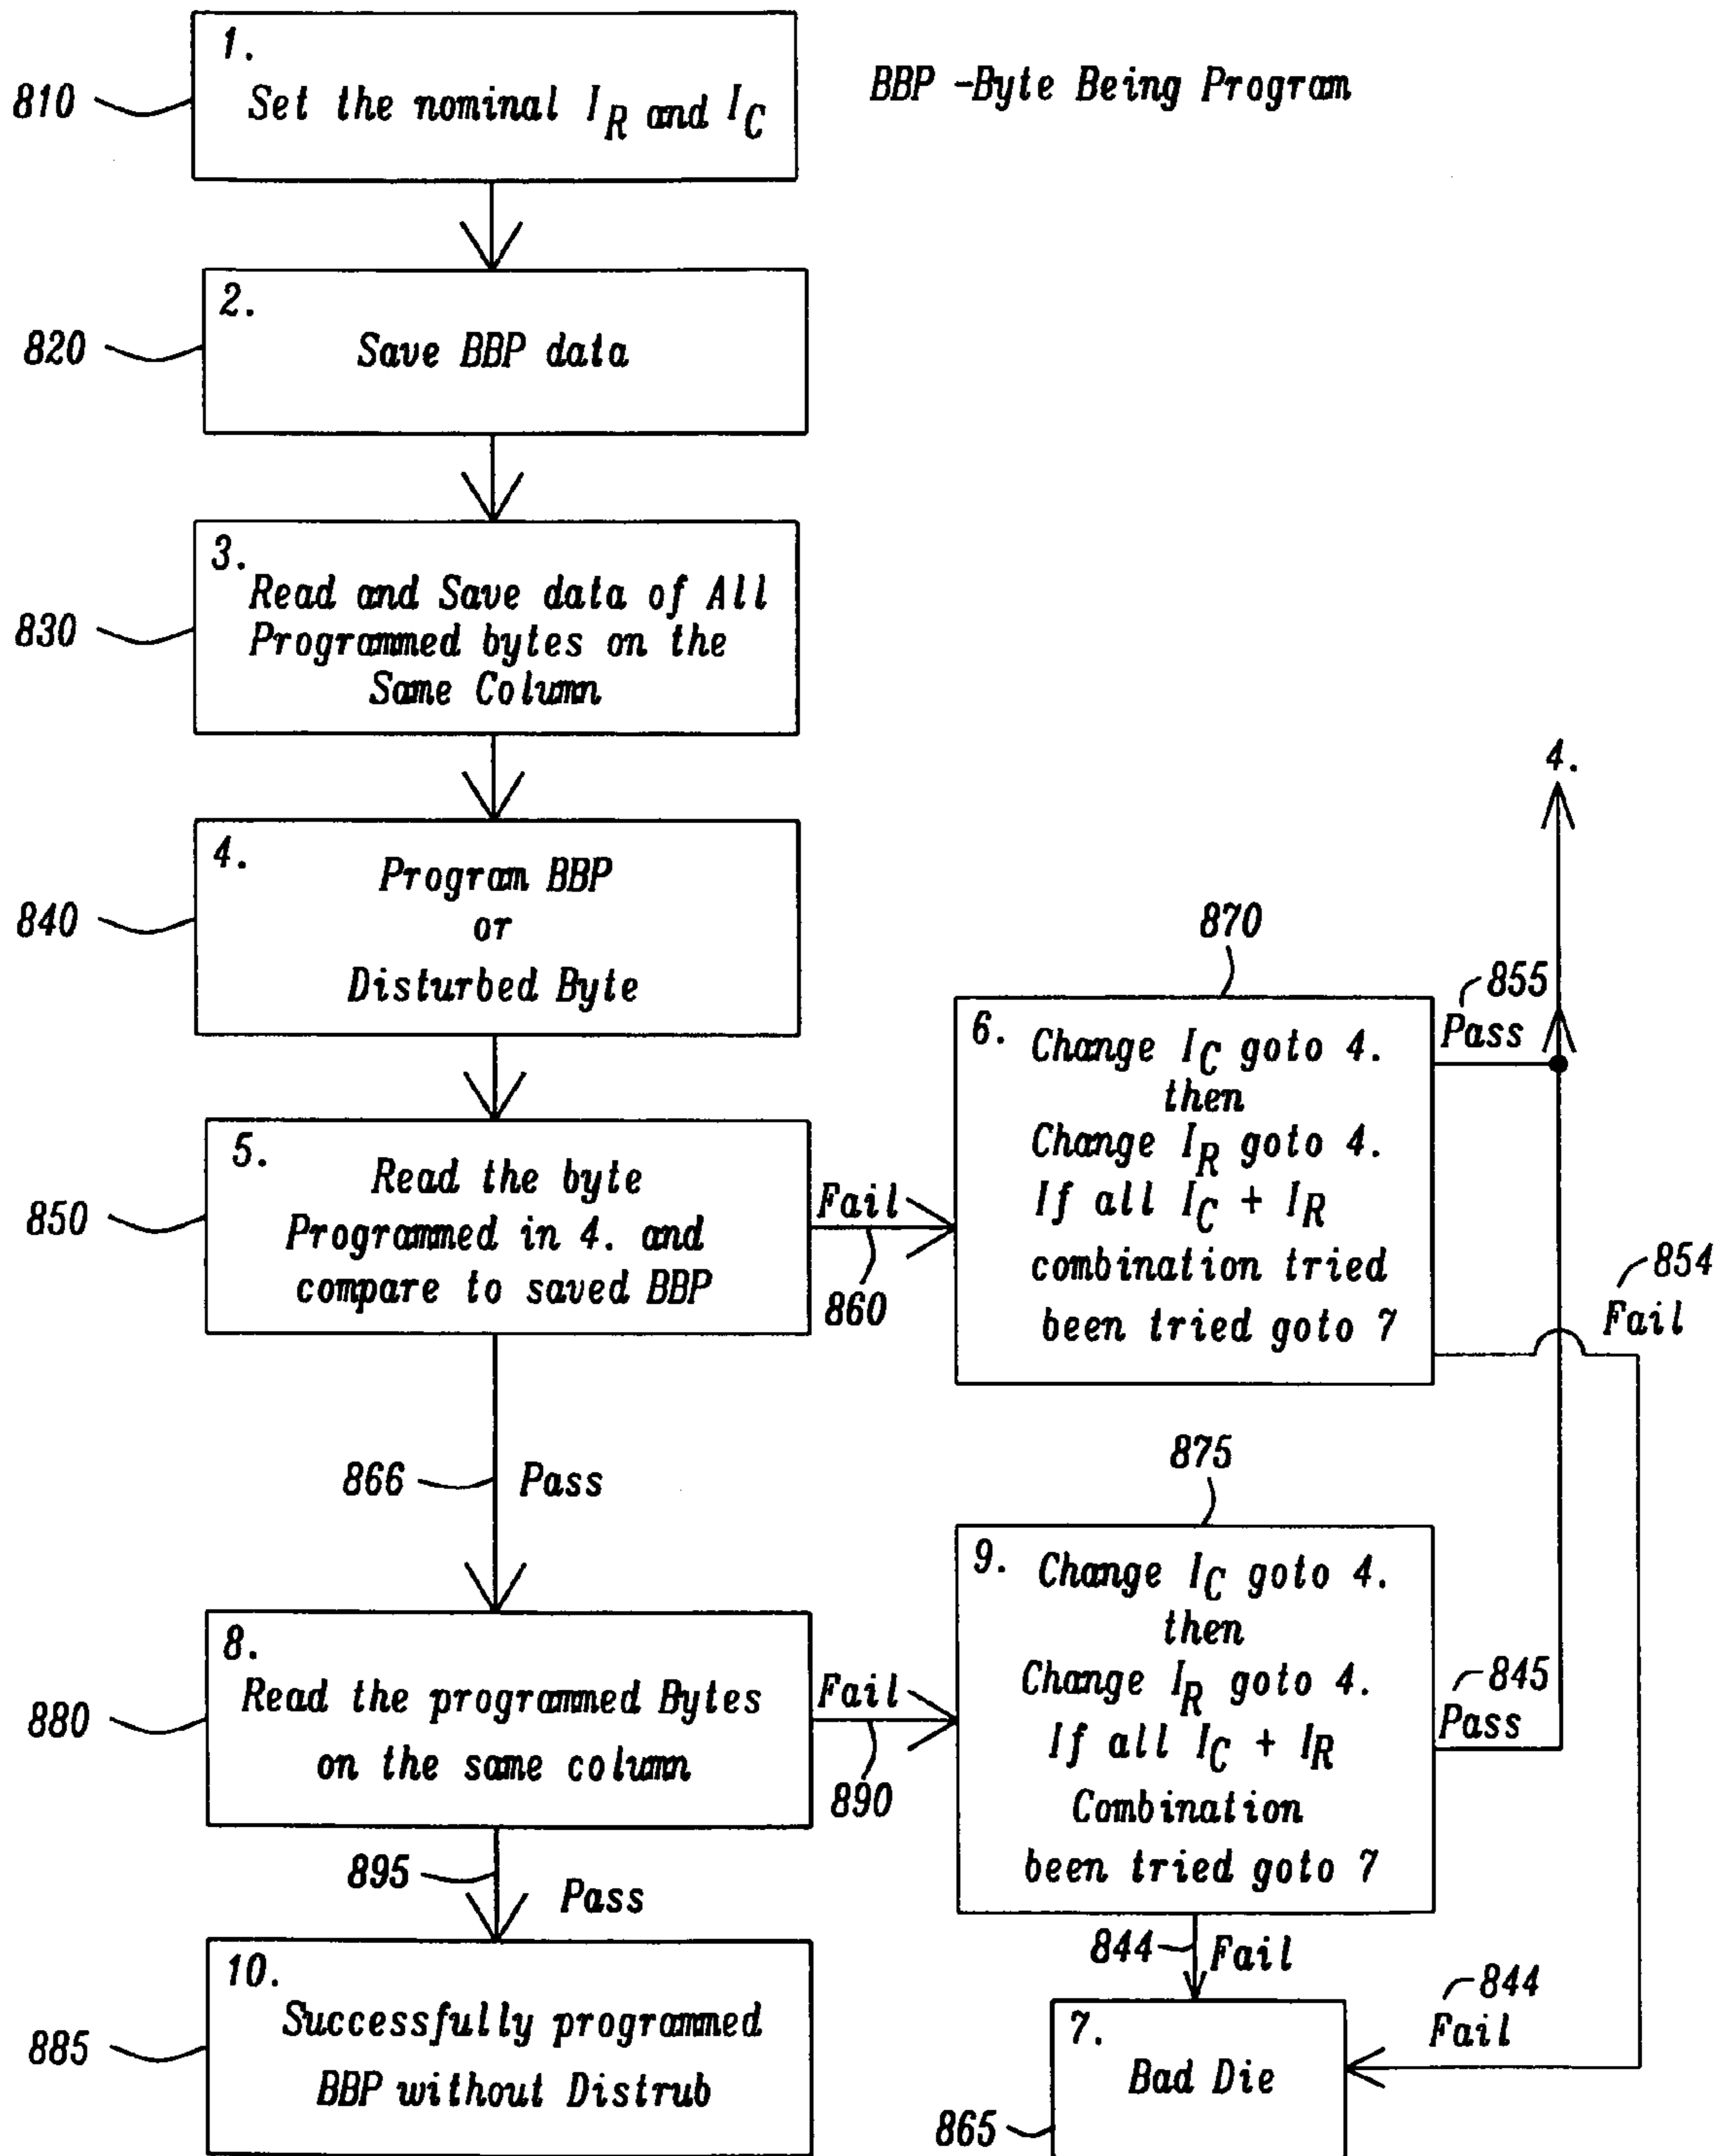 1.
Set the nominal I_R and I_C
810
BBP -Byte Being Program
2.
Save BBP data
820
3.
Read and Save data of All
Programmed bytes on the
Same Column
830
4.
Program BBP
or
Disturbed Byte
840
5.
Read the byte
Programmed in 4. and
compare to saved BBP
850
Fail
860
870
6. Change I_C goto 4.
then
Change I_R goto 4.
If all I_C + I_R
combination tried
been tried goto 7
855
Pass
4.
854
Fail
866
Pass
8.
Read the programmed Bytes
on the same column
880
Fail
890
875
9. Change I_C goto 4.
then
Change I_R goto 4.
If all I_C + I_R
Combination
been tried goto 7
845
Pass
895
Pass
844
Fail
844
Fail
10.
Successfully programmed
BBP without Distrub
885
7.
Bad Die
865